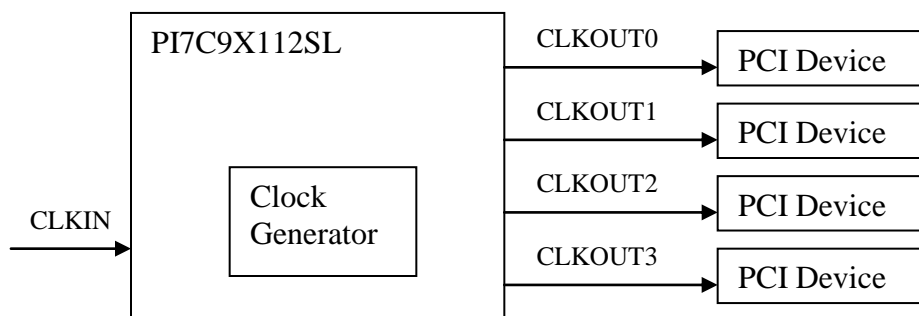 PI7C9X112SL
CLKOUT0
PCI Device
CLKOUT1
PCI Device
CLKIN
Clock
Generator
CLKOUT2
PCI Device
CLKOUT3
PCI Device